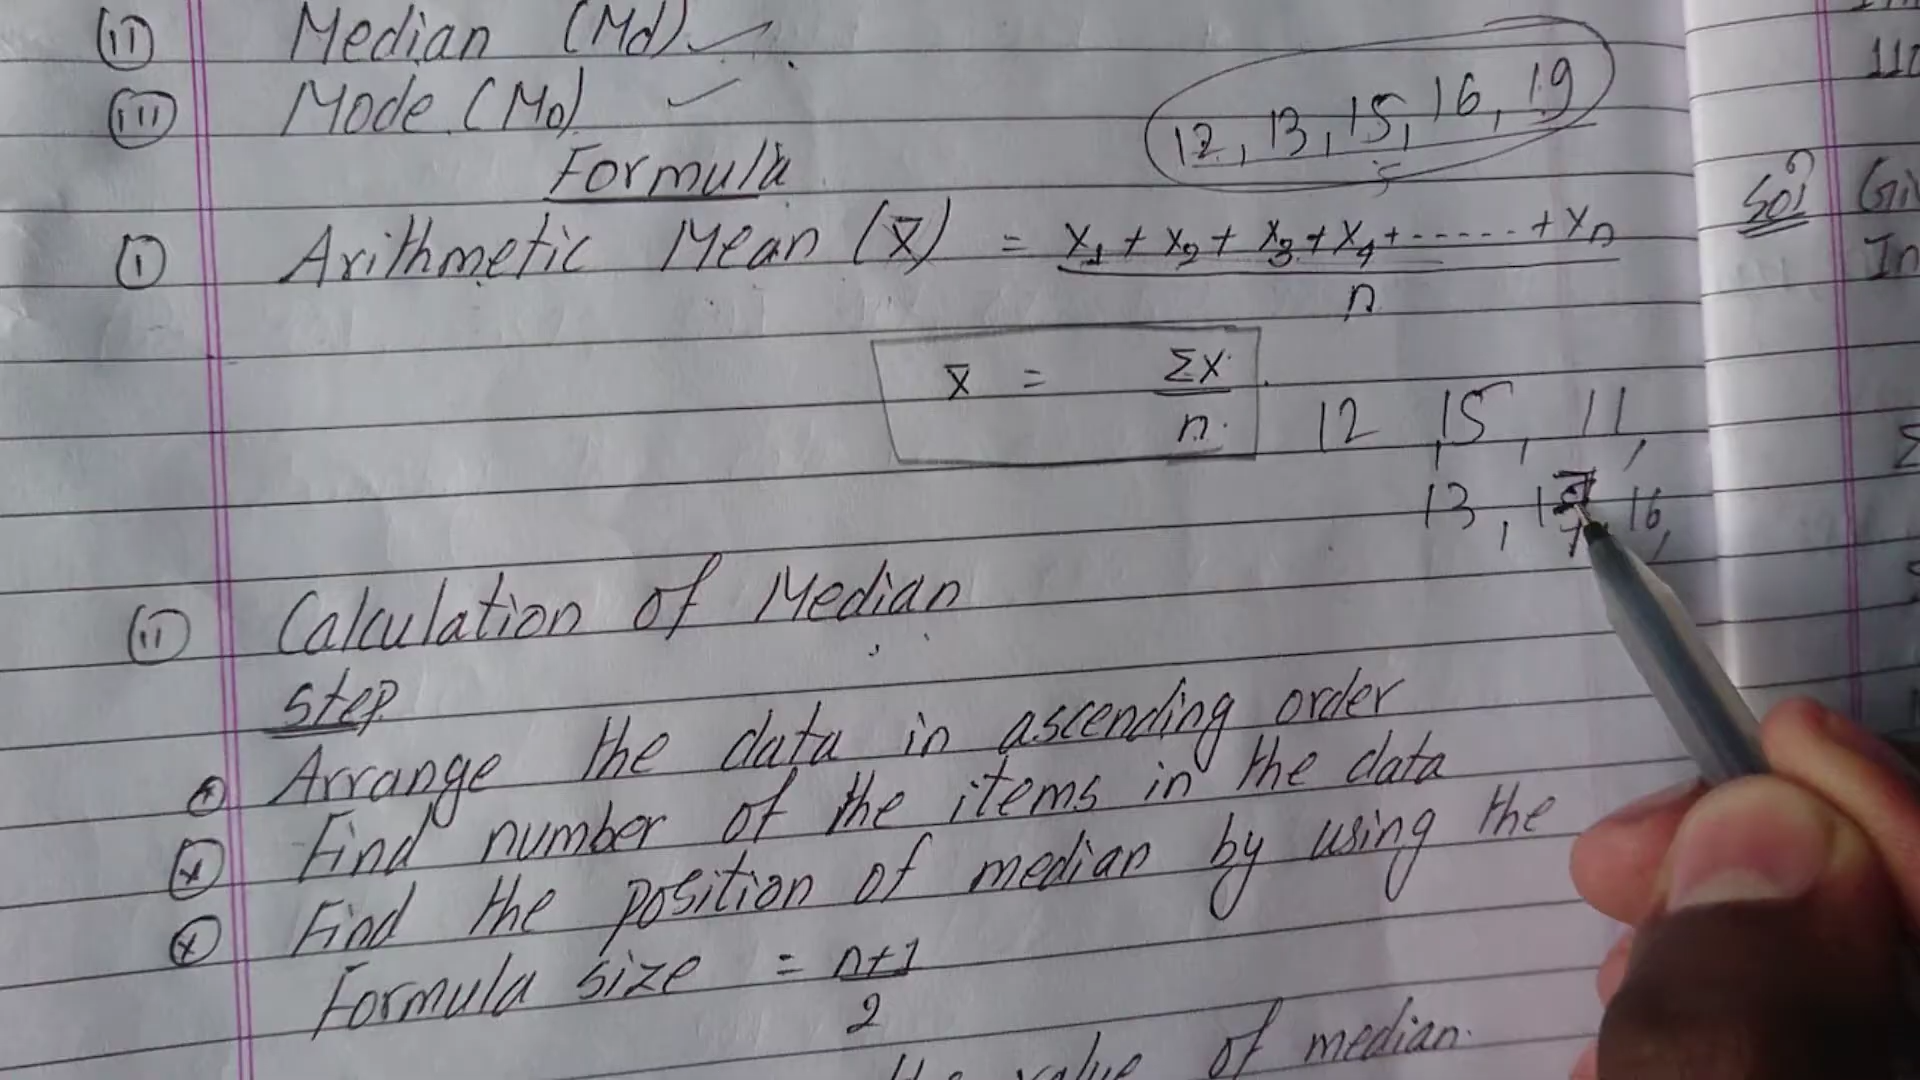 (ii) Median (Md) ✓
(iii) Mode (Mo) ✓
12, 13, 15, 16, 19
Formula
(i) Arithmetic Mean (x̄) = x₁ + x₂ + x₃ + x₄ + ------ + xₙ
n
x̄ = Σx
n
12, 15, 11,
13, 16,
(ii) Calculation of Median
step
Arrange the data in ascending order
(x) Find number of the items in the data
(x) Find the position of median by using the
Formula size = n+1
2
the value of median.
Sol